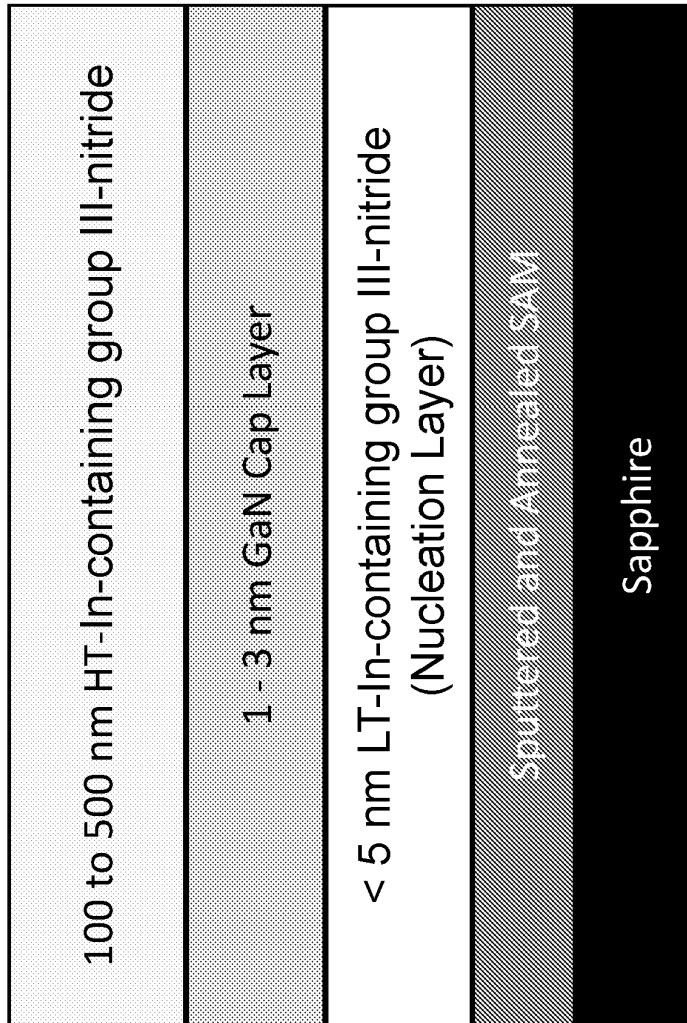 100 to 500 nm HT-In-containing group III-nitride
1 - 3 nm GaN Cap Layer
< 5 nm LT-In-containing group III-nitride
(Nucleation Layer)
Sputtered and Annealed SAM
Sapphire